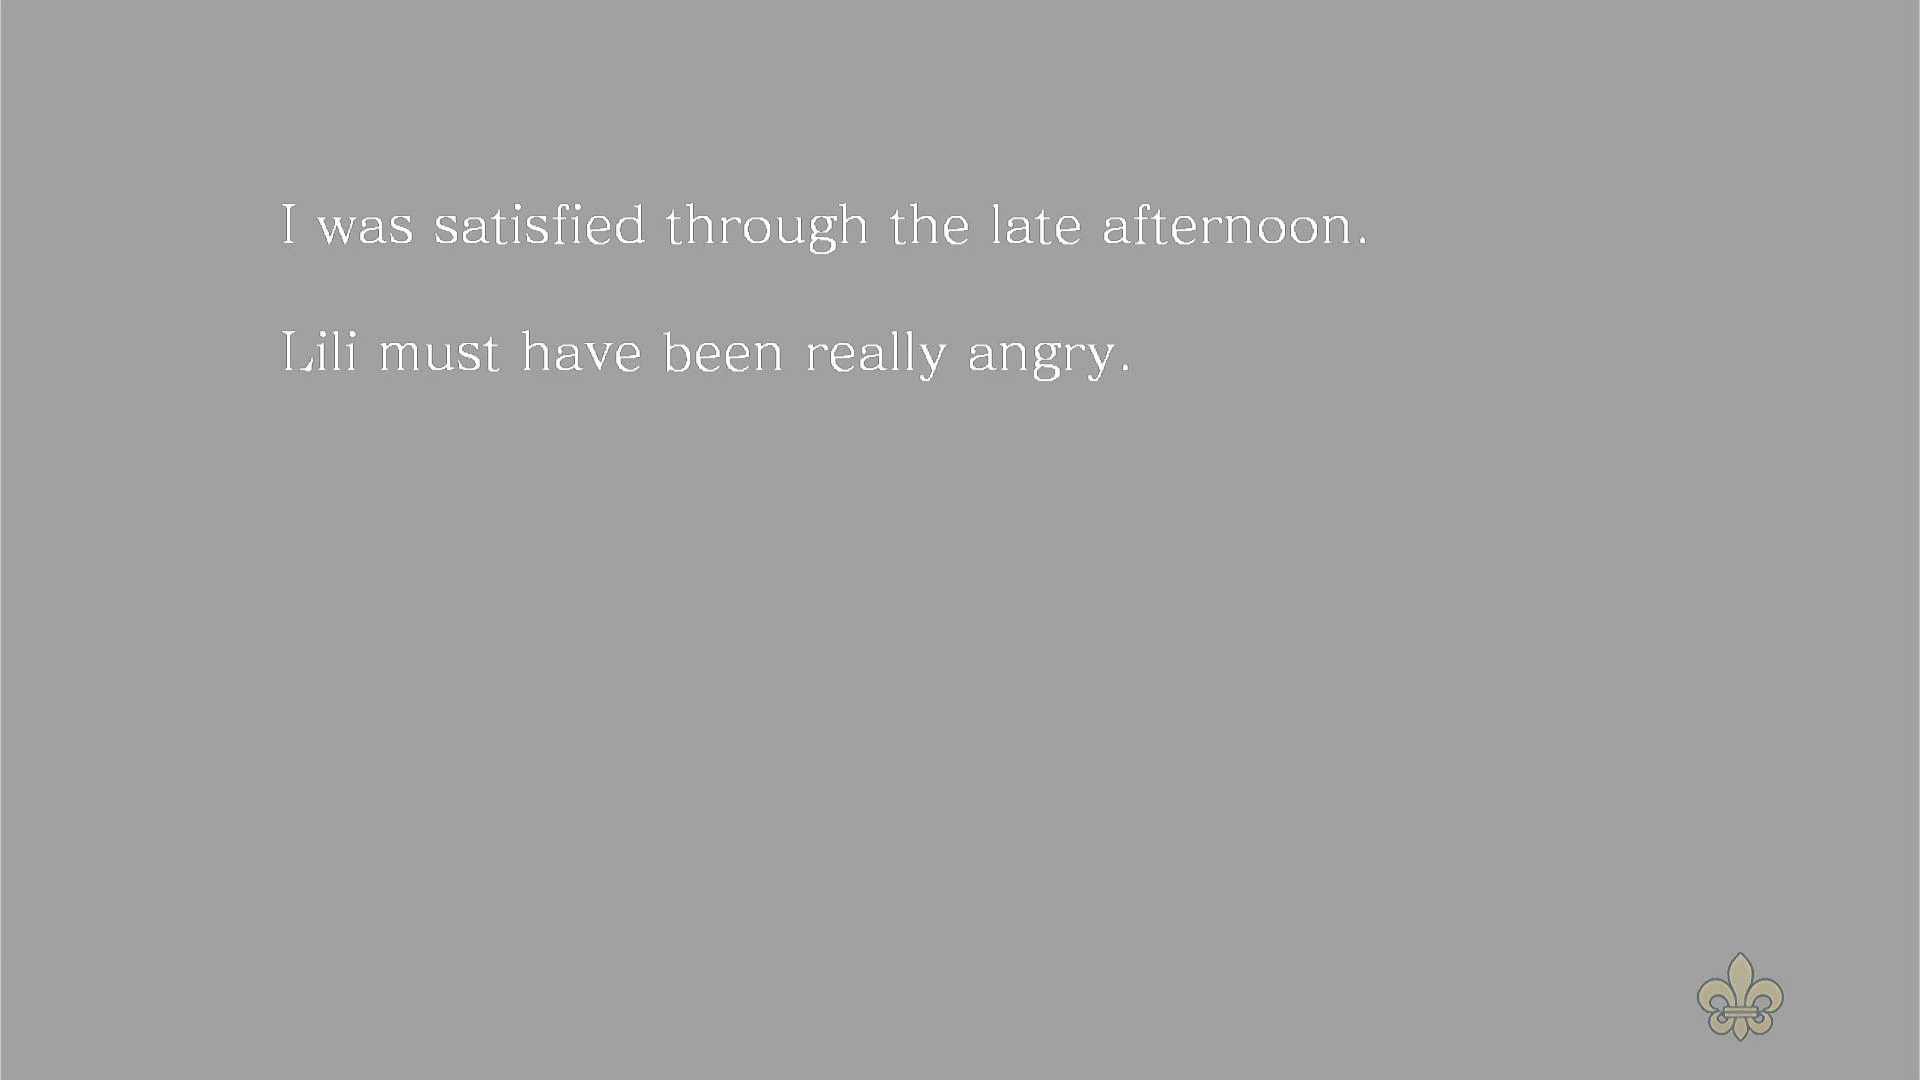 I was satisfied through the late afternoon.
Lili must have been really angry.